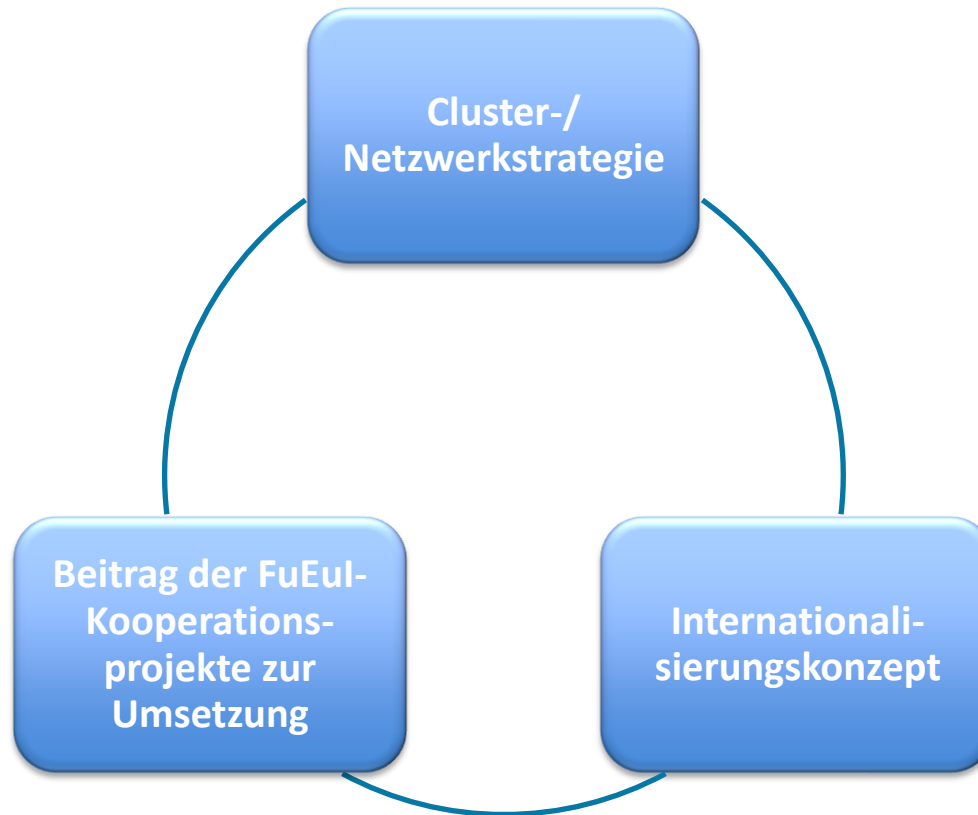 Cluster-/
Netzwerkstrategie
Beitrag der FuEuI-
Kooperations-
projekte zur
Umsetzung
Internationali-
sierungskonzept